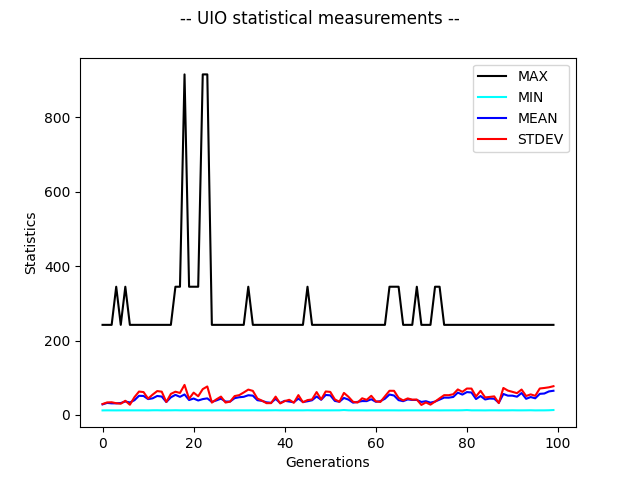 -- UIO statistical measurements --
MAX
MIN
MEAN
STDEV
Statistics
800
600
400
200
0
0 20 40 60 80 100
Generations